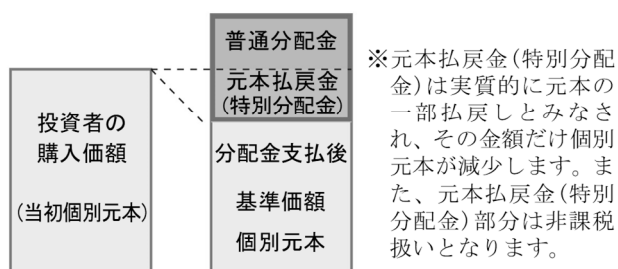 投資者の
購入価額
(当初個別元本)
普通分配金
元本払戻金
(特別分配金)
分配金支払後
基準価額
個別元本
※元本払戻金(特別分配
金)は実質的に元本の
一部払戻しとみなさ
れ、その金額だけ個別
元本が減少します。ま
た、元本払戻金(特別
分配金)部分は非課税
扱いとなります。